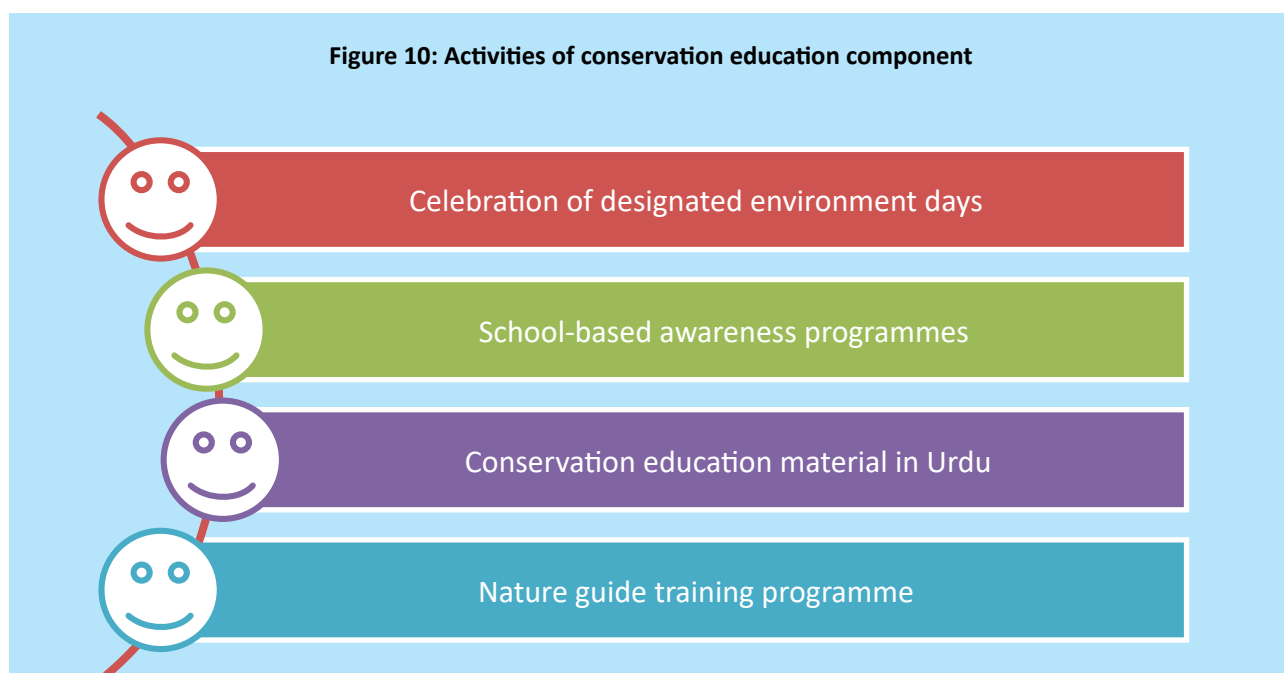 Figure 10: Activities of conservation education component
Celebration of designated environment days
School-based awareness programmes
Conservation education material in Urdu
Nature guide training programme